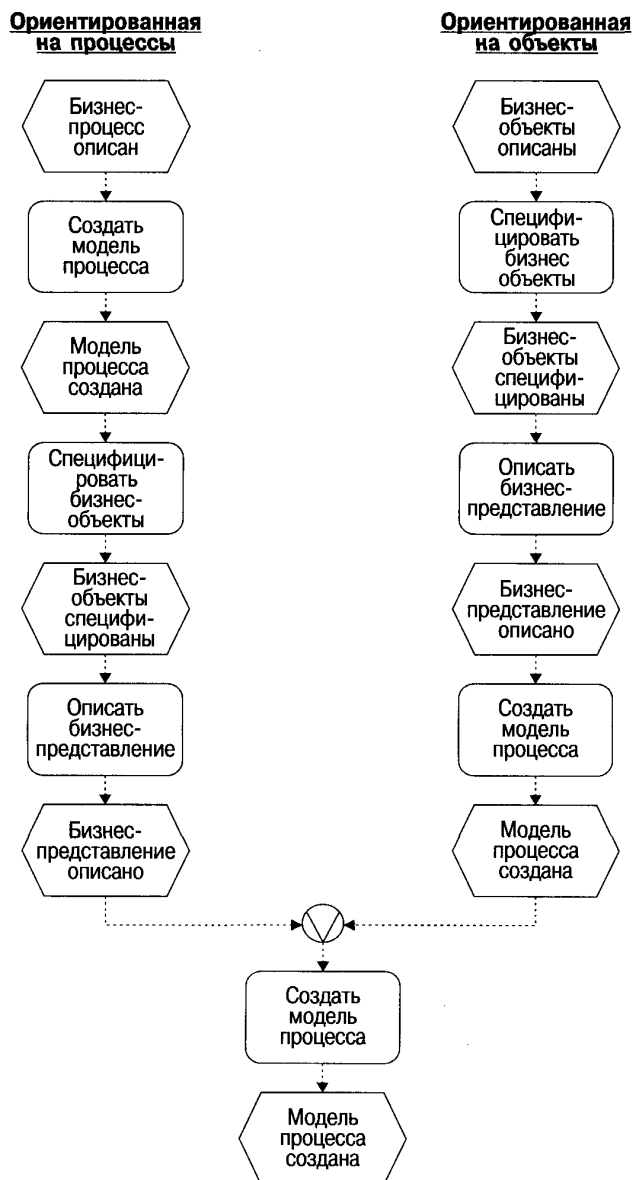 Ориентированная
на процессы
Бизнес-
процесс
описан
Создать
модель
процесса
Модель
процесса
создана
Специфици-
ровать
бизнес-
объекты
Бизнес-
объекты
специфи-
цированы
Описать
бизнес-
представление
Бизнес-
представление
описано
Ориентированная
на объекты
Бизнес-
объекты
описаны
Специфи-
цировать
бизнес
объекты
Бизнес-
объекты
специфи-
цированы
Описать
бизнес-
представление
Бизнес-
представление
описано
Создать
модель
процесса
Модель
процесса
создана
Создать
модель
процесса
Модель
процесса
создана